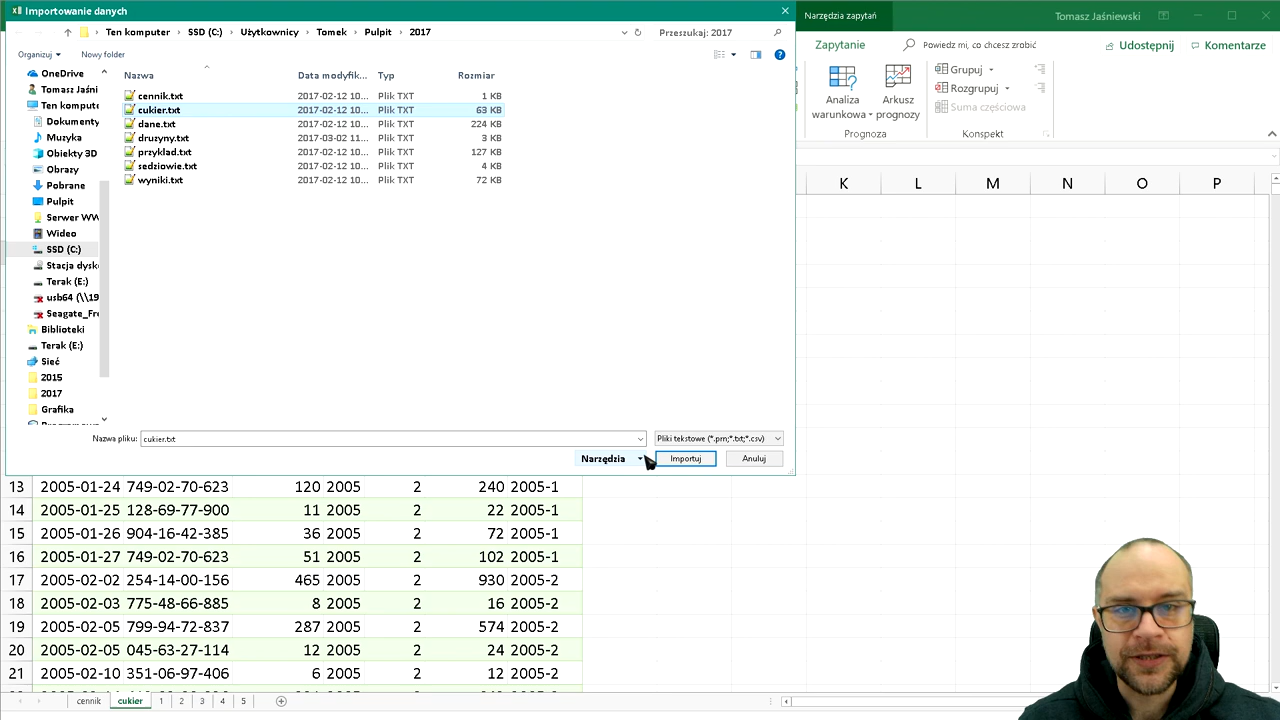 Importowanie danych
Narzędzia zapytań
Tomasz Jaśniewski
Ten komputer > SSD (C:) > Użytkownicy > Tomek > Pulpit > 2017
Przeszukaj: 2017
Zapytanie
Powiedz mi, co chcesz zrobić
Udostępnij
Komentarze
Organizuj
New folder
OneDrive
Tomasz Jaśni
Ten kompute
Dokumenty
Muzyka
Obiekty 3D
Obrazy
Pobrane
Pulpit
Serwer WW
Wideo
SSD (C:)
Stacja dysk
Terak (E:)
usb64 (\\19
Seagate_Fre
Biblioteki
Terak (E:)
Sieć
2015
2017
Grafika
Nazwa Data modyfik... Typ Rozmiar
cennik.txt 2017-02-12 10... Plik TXT 1 KB
cukier.txt 2017-02-12 10... Plik TXT 63 KB
dane.txt 2017-02-12 10... Plik TXT 224 KB
druzyny.txt 2017-03-02 11... Plik TXT 3 KB
przyklad.txt 2017-02-12 10... Plik TXT 127 KB
sedziowie.txt 2017-02-12 10... Plik TXT 4 KB
wyniki.txt 2017-02-12 10... Plik TXT 72 KB
Nazwa pliku: cukier.txt
Pliki tekstowe (*.prn;*.txt;*.csv)
Narzędzia
Importuj
Anuluj
Analiza warunkowa
Arkusz prognozy
Prognoza
Grupuj
Rozgrupuj
Suma częściowa
Konspekt
K L M N O P
13 2005-01-24 749-02-70-623 120 2005 2 240 2005-1
14 2005-01-25 128-69-77-900 11 2005 2 22 2005-1
15 2005-01-26 904-16-42-385 36 2005 2 72 2005-1
16 2005-01-27 749-02-70-623 51 2005 2 102 2005-1
17 2005-02-02 254-14-00-156 465 2005 2 930 2005-2
18 2005-02-03 775-48-66-885 8 2005 2 16 2005-2
19 2005-02-05 799-94-72-837 287 2005 2 574 2005-2
20 2005-02-05 045-63-27-114 12 2005 2 24 2005-2
21 2005-02-10 351-06-97-406 6 2005 2 12 2005-2
cennik cukier 1 2 3 4 5